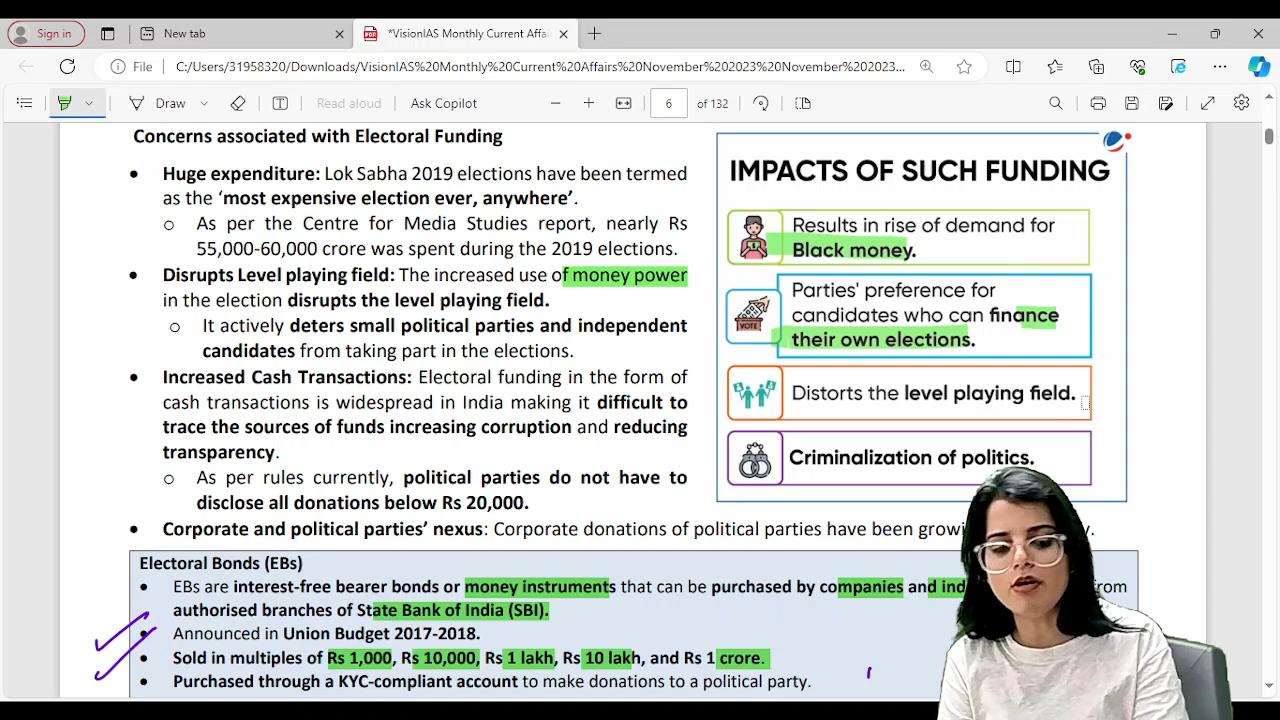 Sign in
New tab
*VisionIAS Monthly Current Affai
File
C:/Users/31958320/Downloads/VisionIAS%20Monthly%20Current%20Affairs%20November%202023%20November%202023...
Draw
Read aloud
Ask Copilot
6
of 132
Concerns associated with Electoral Funding
• Huge expenditure: Lok Sabha 2019 elections have been termed
as the ‘most expensive election ever, anywhere’.
o As per the Centre for Media Studies report, nearly Rs
55,000-60,000 crore was spent during the 2019 elections.
• Disrupts Level playing field: The increased use of money power
in the election disrupts the level playing field.
o It actively deters small political parties and independent
candidates from taking part in the elections.
• Increased Cash Transactions: Electoral funding in the form of
cash transactions is widespread in India making it difficult to
trace the sources of funds increasing corruption and reducing
transparency.
o As per rules currently, political parties do not have to
disclose all donations below Rs 20,000.
• Corporate and political parties’ nexus: Corporate donations of political parties have been
IMPACTS OF SUCH FUNDING
Results in rise of demand for
Black money.
VOTE
Parties' preference for
candidates who can finance
their own elections.
Distorts the level playing field.
Criminalization of politics.
Electoral Bonds (EBs)
• EBs are interest-free bearer bonds or money instruments that can be purchased by companies and from
authorised branches of State Bank of India (SBI).
• Announced in Union Budget 2017-2018.
• Sold in multiples of Rs 1,000, Rs 10,000, Rs 1 lakh, Rs 10 lakh, and Rs 1 crore.
• Purchased through a KYC-compliant account to make donations to a political party.